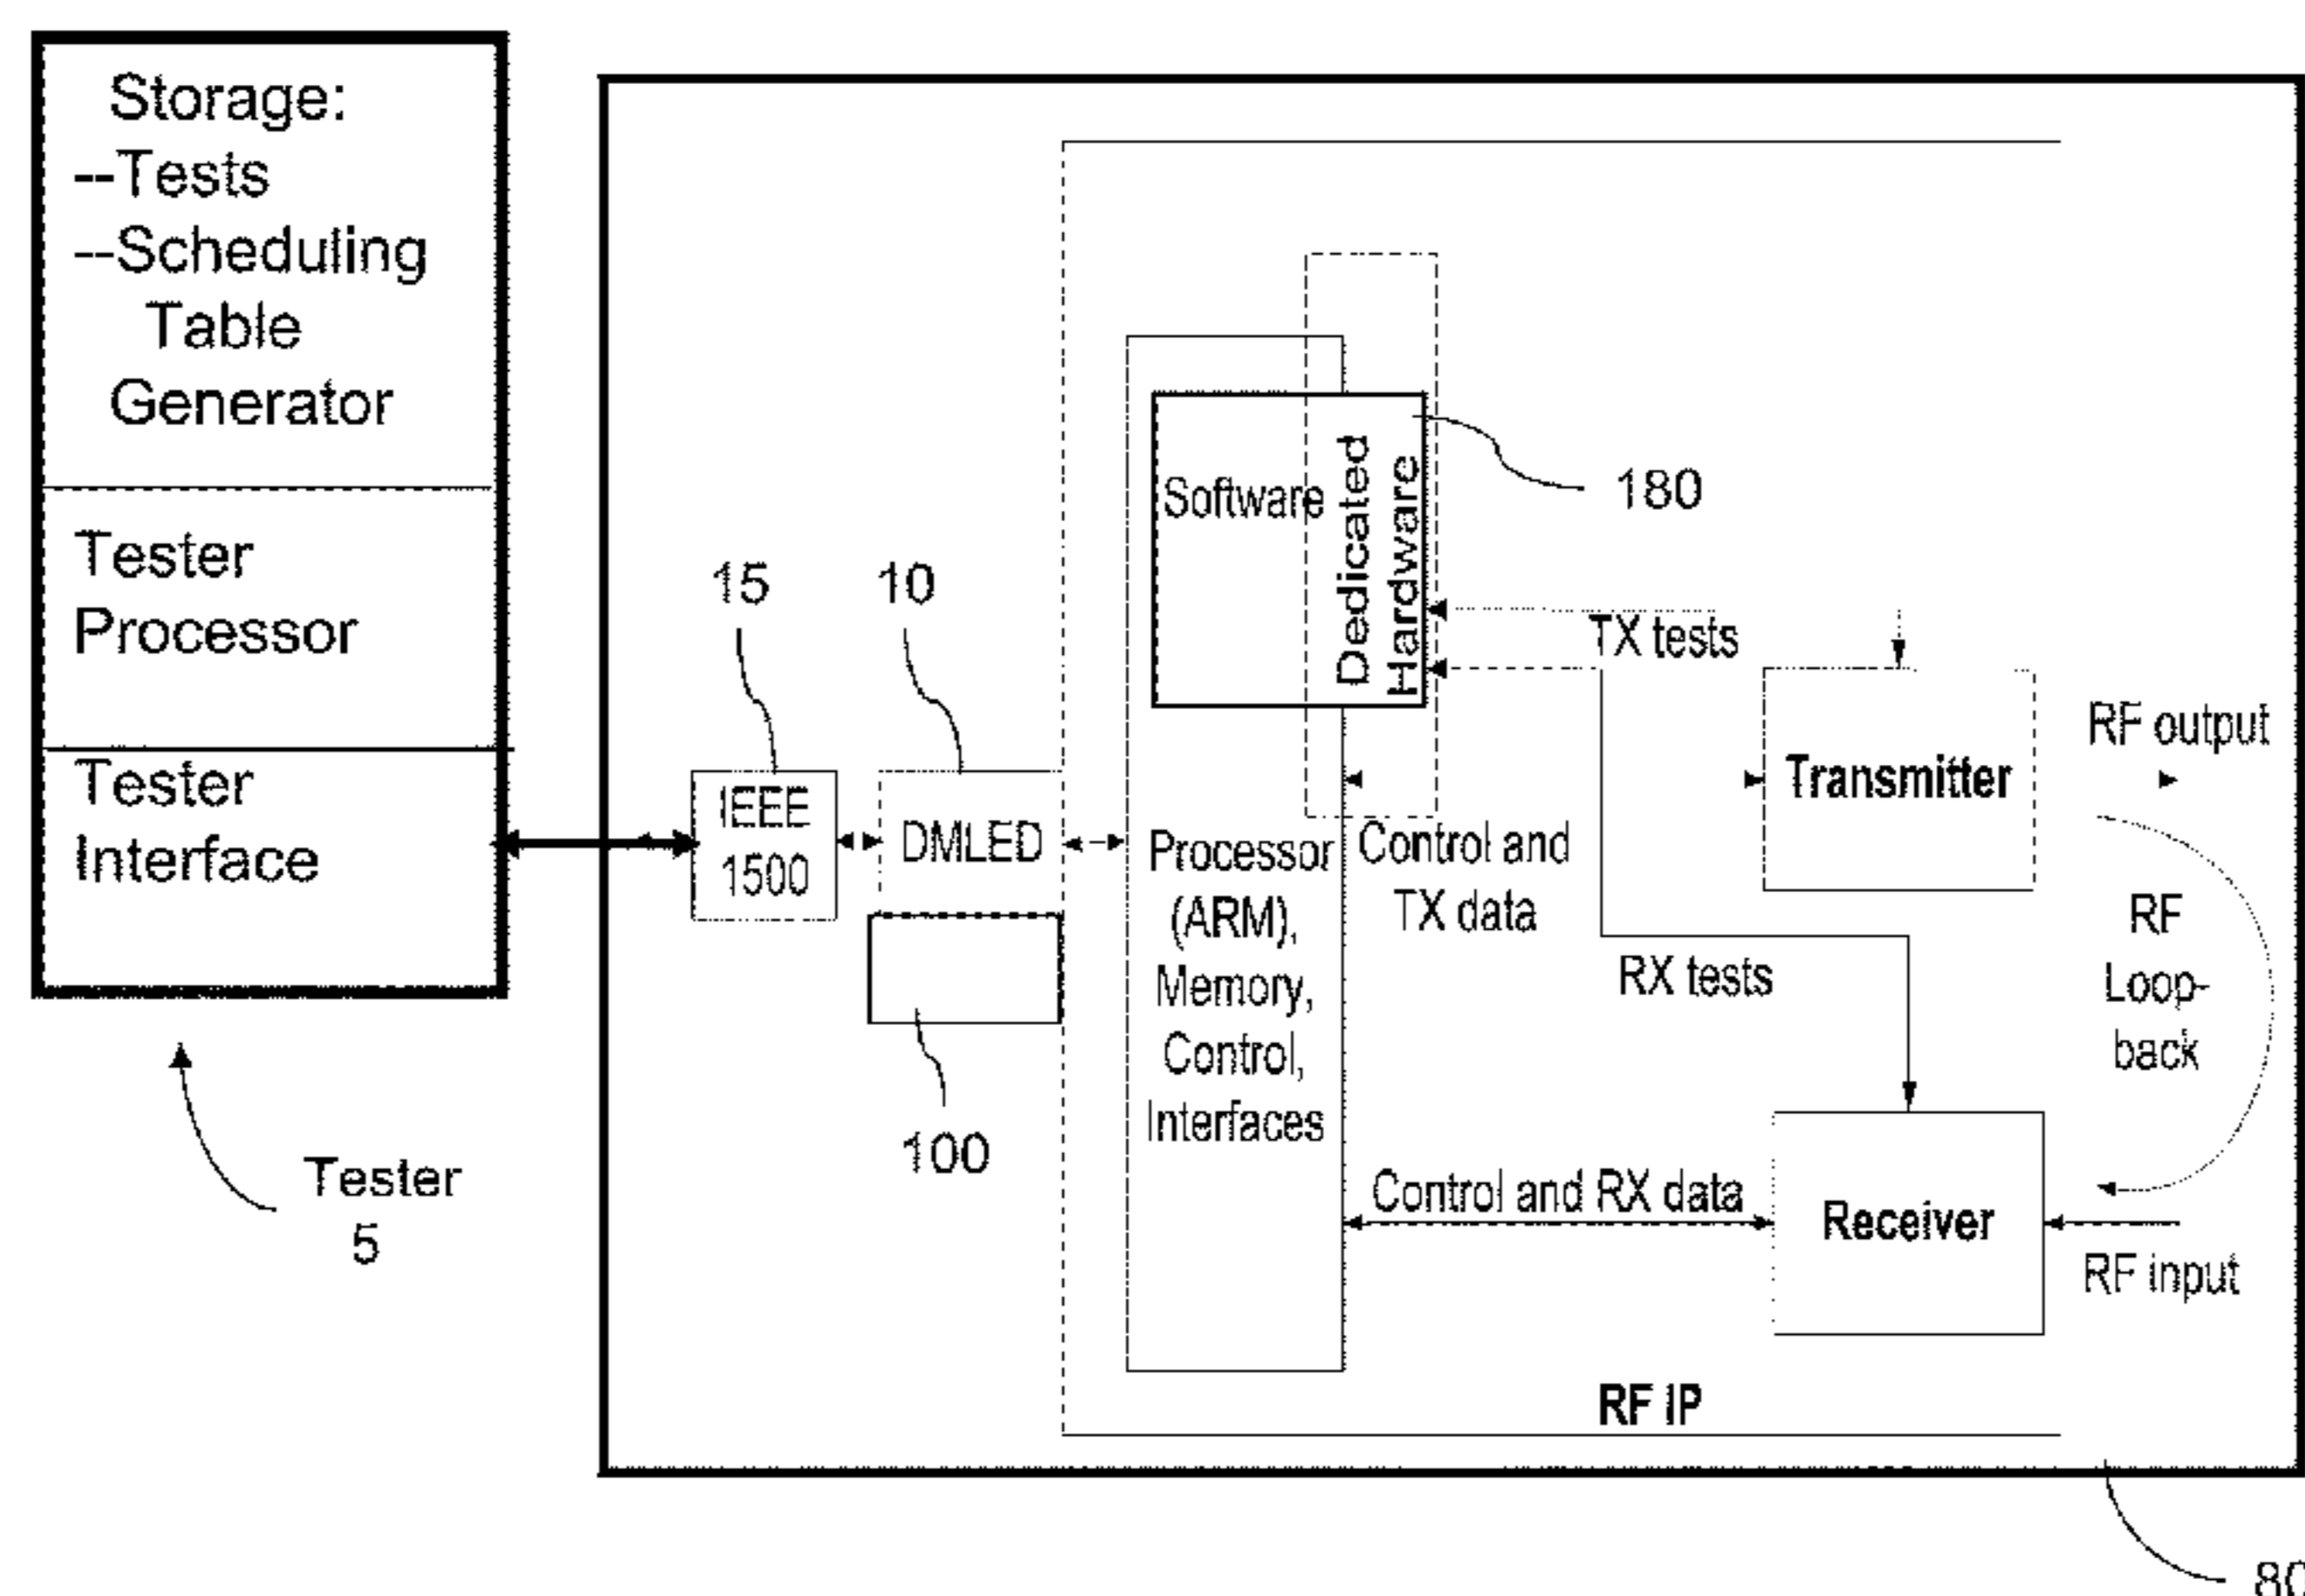 Storage:
--Tests
--Scheduling
Table
Generator
Tester
Processor
Tester
Interface
Tester
5
15
10
IEEE
1500
DMLED
100
Software
Dedicated
Hardware
180
Processor
(ARM),
Memory,
Control,
Interfaces
TX tests
Control and
TX data
RX tests
Transmitter
RF output
RF
Loop-
back
Control and RX data
Receiver
RF input
RF IP
80